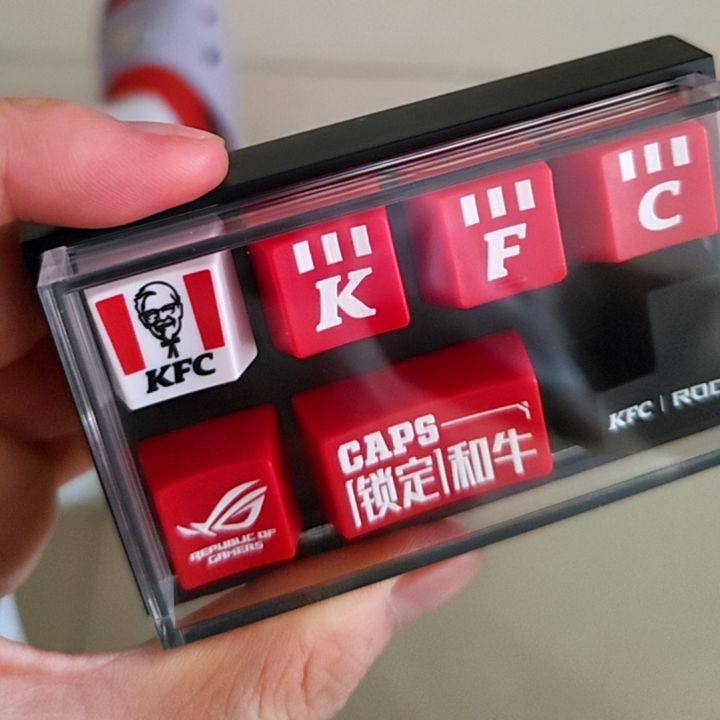 KFC
K
F
C
KFC | ROG
REPUBLIC OF
GAMERS
CAPS
锁定 和牛